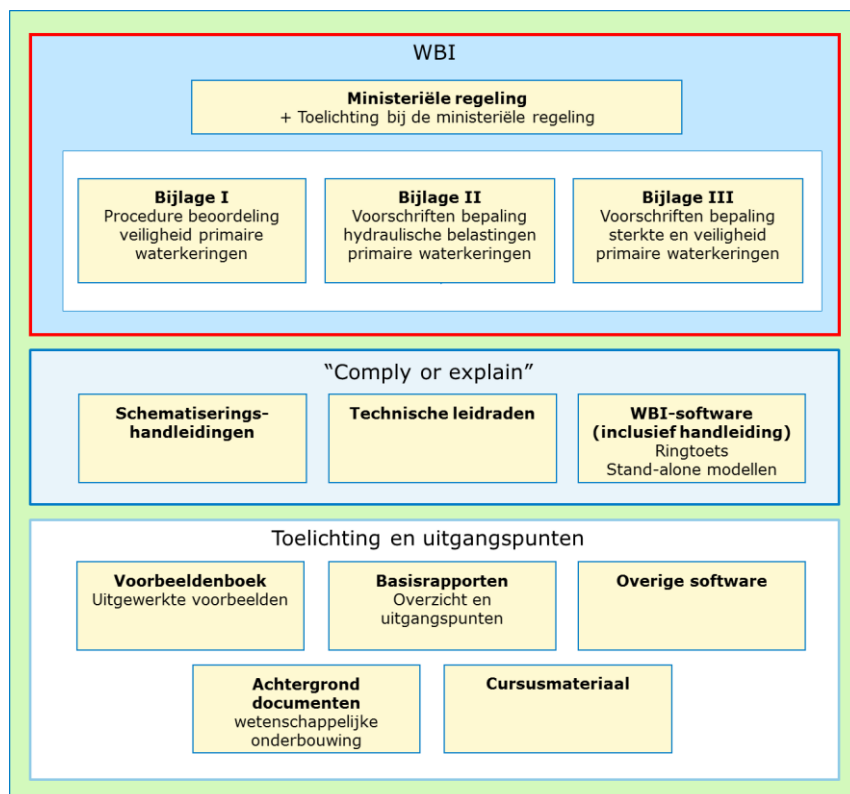 WBI
Ministeriële regeling
+ Toelichting bij de ministeriële regeling
Bijlage I
Procedure beoordeling
veiligheid primaire
waterkeringen
Bijlage II
Voorschriften bepaling
hydraulische belastingen
primaire waterkeringen
Bijlage III
Voorschriften bepaling
sterkte en veiligheid
primaire waterkeringen
“Comply or explain”
Schematiserings-
handleidingen
Technische leidraden
WBI-software
(inclusief handleiding)
Ringtoets
Stand-alone modellen
Toelichting en uitgangspunten
Voorbeeldenboek
Uitgewerkte voorbeelden
Basisrapporten
Overzicht en
uitgangspunten
Overige software
Achtergrond
documenten
wetenschappelijke
onderbouwing
Cursusmateriaal